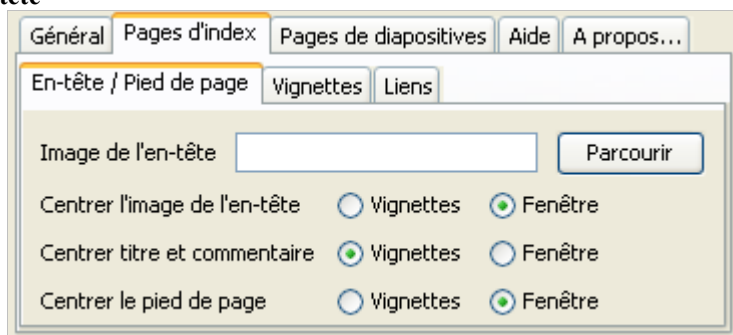 Général Pages d'index Pages de diapositives Aide A propos...
En-tête / Pied de page Vignettes Liens
Image de l'en-tête Parcourir
Centrer l'image de l'en-tête Vignettes Fenêtre
Centrer titre et commentaire Vignettes Fenêtre
Centrer le pied de page Vignettes Fenêtre